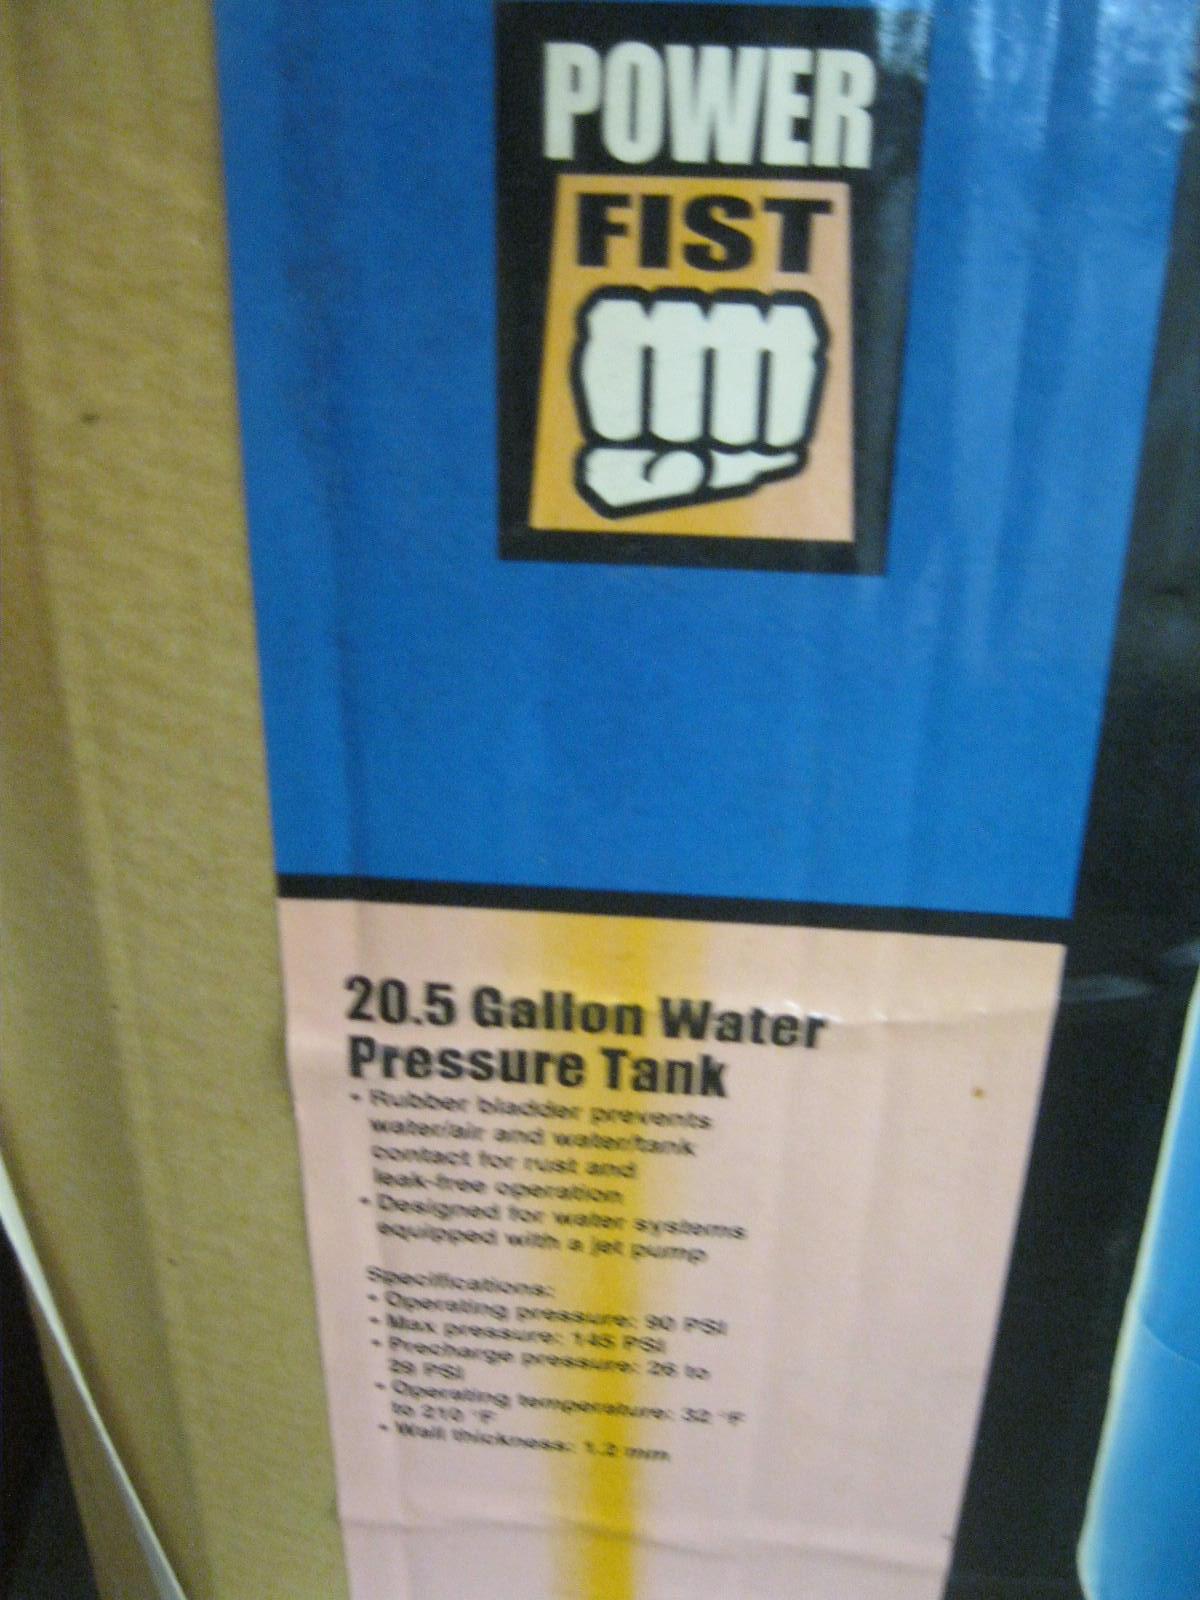 POWER
FIST
20.5 Gallon Water
Pressure Tank
• Rubber bladder prevents
water/air and water/tank
contact for rust and
leak-free operation
• Designed for water systems
equipped with a jet pump
Specifications:
• Operating pressure: 90 PSI
• Max pressure: 145 PSI
• Precharge pressure: 26 to
29 PSI
• Operating temperature: 32 °F
to 210 °F
• Wall thickness: 1.2 mm